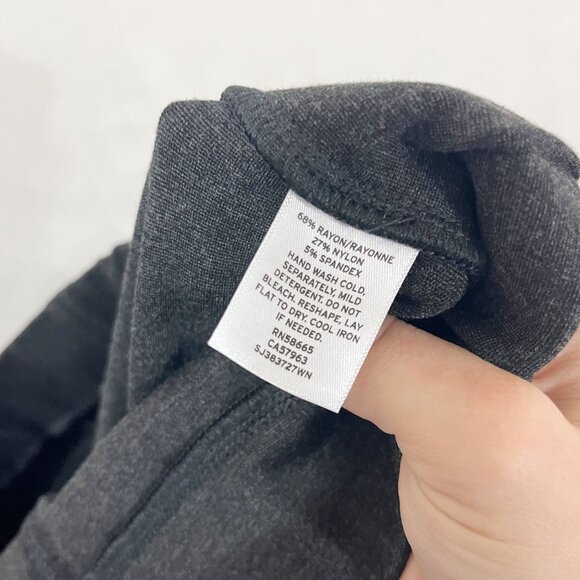 68% RAYON/RAYONNE
27% NYLON
5% SPANDEX
HAND WASH COLD.
SEPARATELY, MILD
DETERGENT. DO NOT
BLEACH, RESHAPE, LAY
FLAT TO DRY. COOL IRON
IF NEEDED.
RN58665
CA57963
SJ383727WN